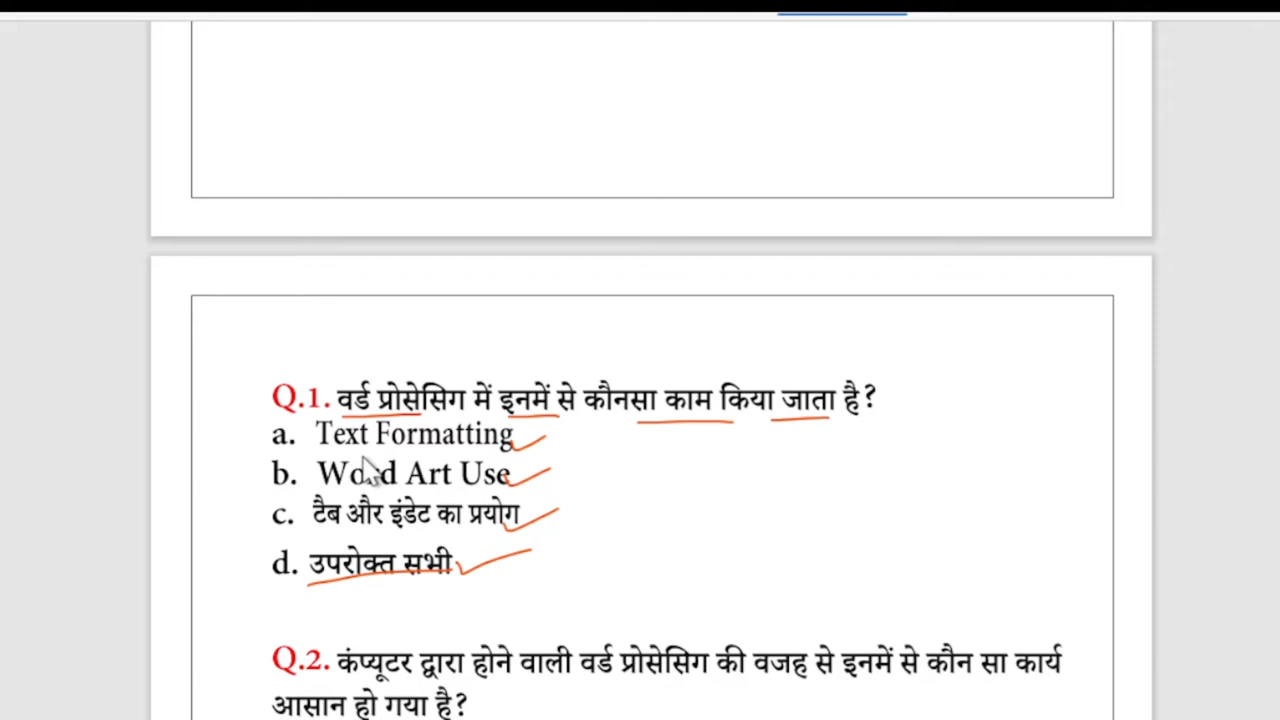 Q.1. वर्ड प्रोसेसिग में इनमें से कौनसा काम किया जाता है?
a. Text Formatting
b. Word Art Use
c. टैब और इंडेट का प्रयोग
d. उपरोक्त सभी
Q.2. कंप्यूटर द्वारा होने वाली वर्ड प्रोसेसिग की वजह से इनमें से कौन सा कार्य
आसान हो गया है?